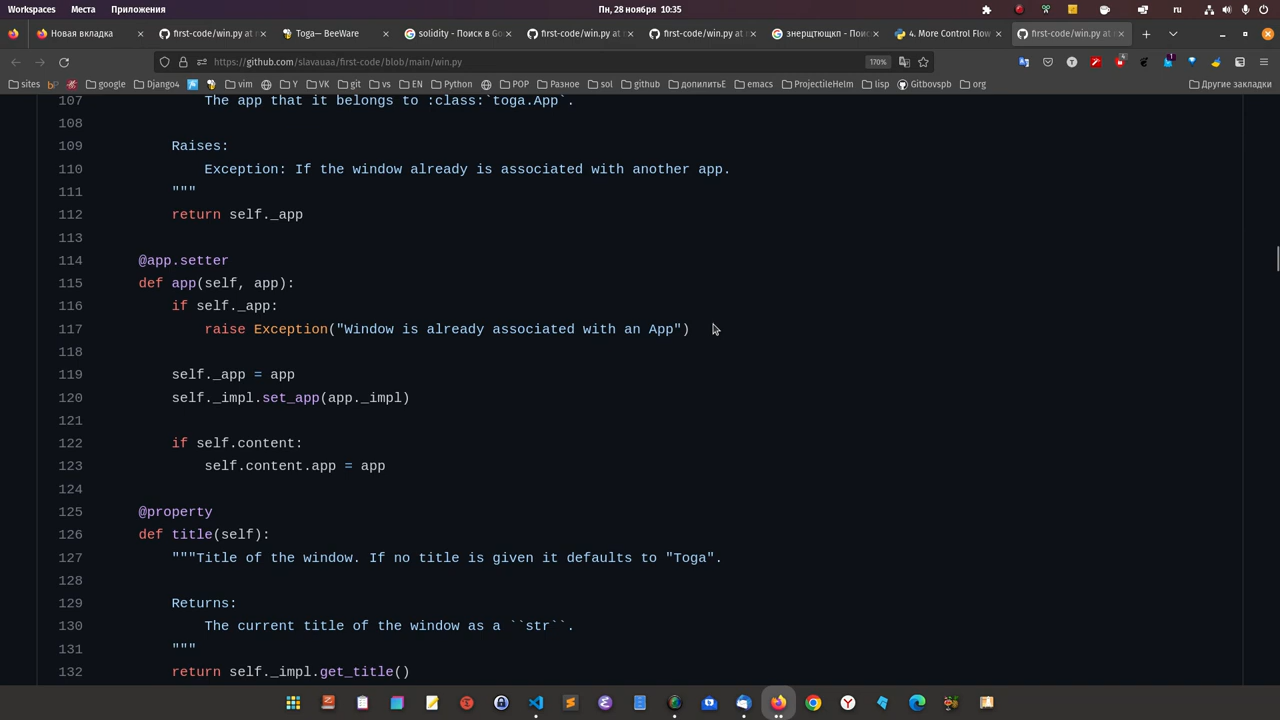 Workspaces Места Приложения Пн, 28 ноября 10:35 ru
Новая вкладка first-code/win.py at Toga— BeeWare solidity - Поиск в Go first-code/win.py at first-code/win.py at знерщтющкп - Пои 4. More Control Flow first-code/win.py at
https://github.com/slavauaa/first-code/blob/main/win.py 170%
sites google Django4 vim Y VK git vs EN Python POP Разное sol github допилитьE emacs ProjectileHelm lisp Gitbovspb org Другие закладки
107 The app that it belongs to :class:`toga.App`.
108
109 Raises:
110 Exception: If the window already is associated with another app.
111 """
112 return self._app
113
114 @app.setter
115 def app(self, app):
116 if self._app:
117 raise Exception("Window is already associated with an App")
118
119 self._app = app
120 self._impl.set_app(app._impl)
121
122 if self.content:
123 self.content.app = app
124
125 @property
126 def title(self):
127 """Title of the window. If no title is given it defaults to "Toga".
128
129 Returns:
130 The current title of the window as a ``str``.
131 """
132 return self._impl.get_title()